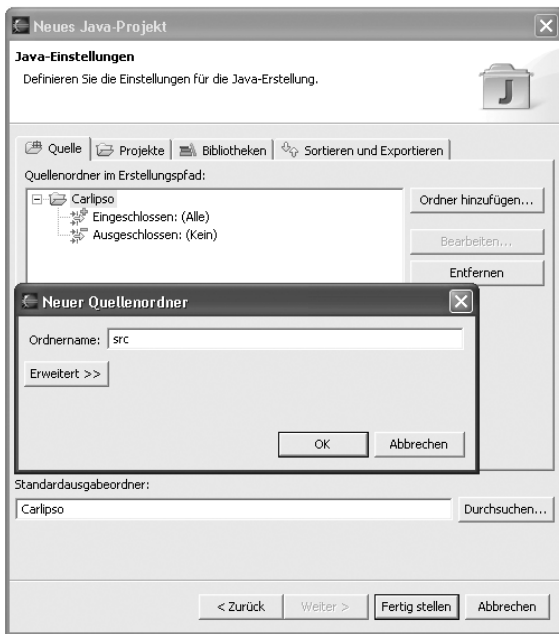 Neues Java-Projekt
Java-Einstellungen
Definieren Sie die Einstellungen für die Java-Erstellung.
J
Quelle Projekte Bibliotheken Sortieren und Exportieren
Quellenordner im Erstellungspfad:
Carlipso
Eingeschlossen: (Alle)
Ausgeschlossen: (Kein)
Ordner hinzufügen...
Bearbeiten...
Entfernen
Neuer Quellenordner
Ordnername: src
Erweitert >>
OK Abbrechen
Standardausgabeordner:
Carlipso Durchsuchen...
< Zurück Weiter > Fertig stellen Abbrechen